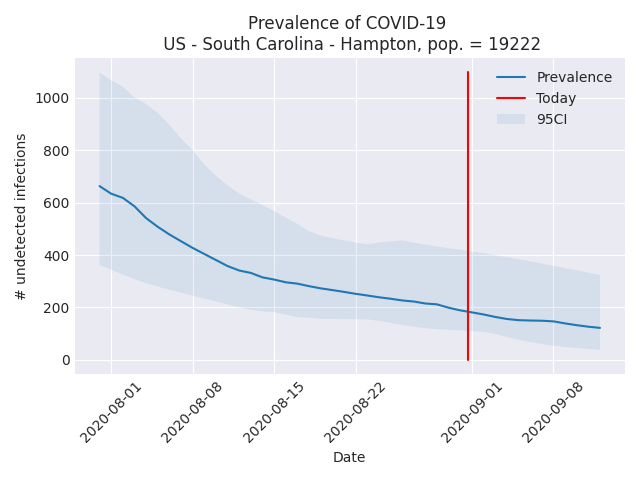 Prevalence of COVID-19
US - South Carolina - Hampton, pop. = 19222
Prevalence
Today
95CI
# undetected infections
1000
800
600
400
200
0
2020-08-01
2020-08-08
2020-08-15
2020-08-22
2020-09-01
2020-09-08
Date